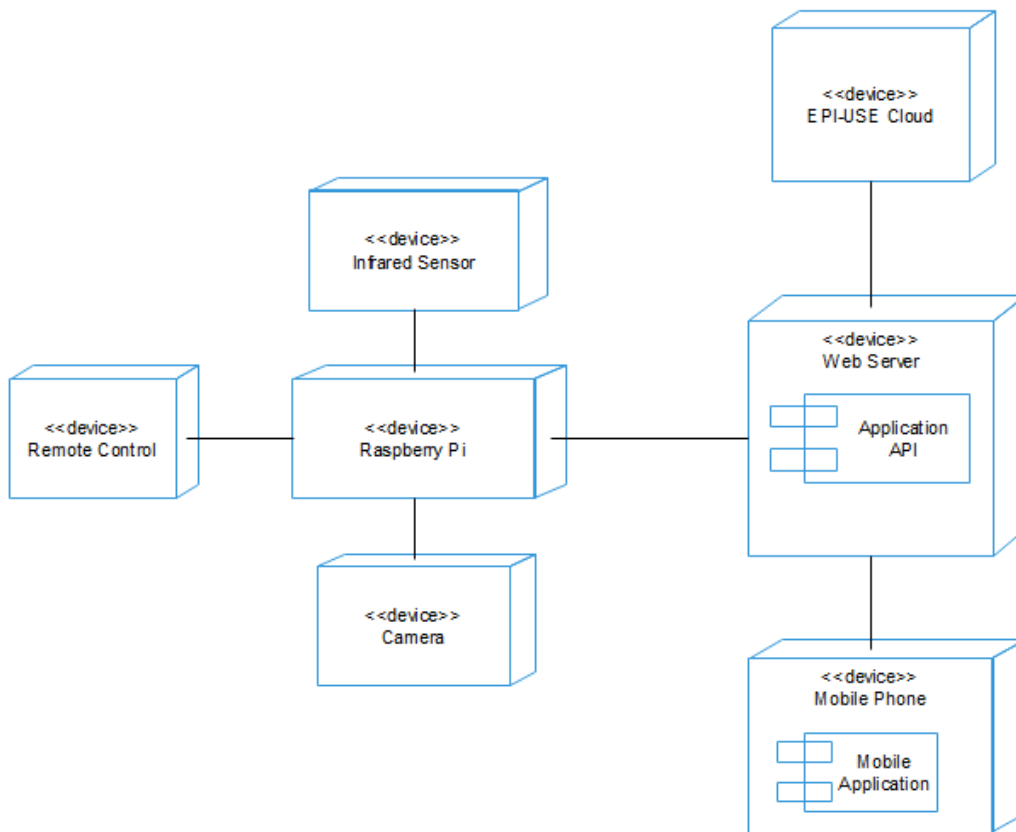 <<device>>
EPI-USE Cloud
<<device>>
Infrared Sensor
<<device>>
Web Server
Application
API
<<device>>
Remote Control
<<device>>
Raspberry Pi
<<device>>
Camera
<<device>>
Mobile Phone
Mobile
Application